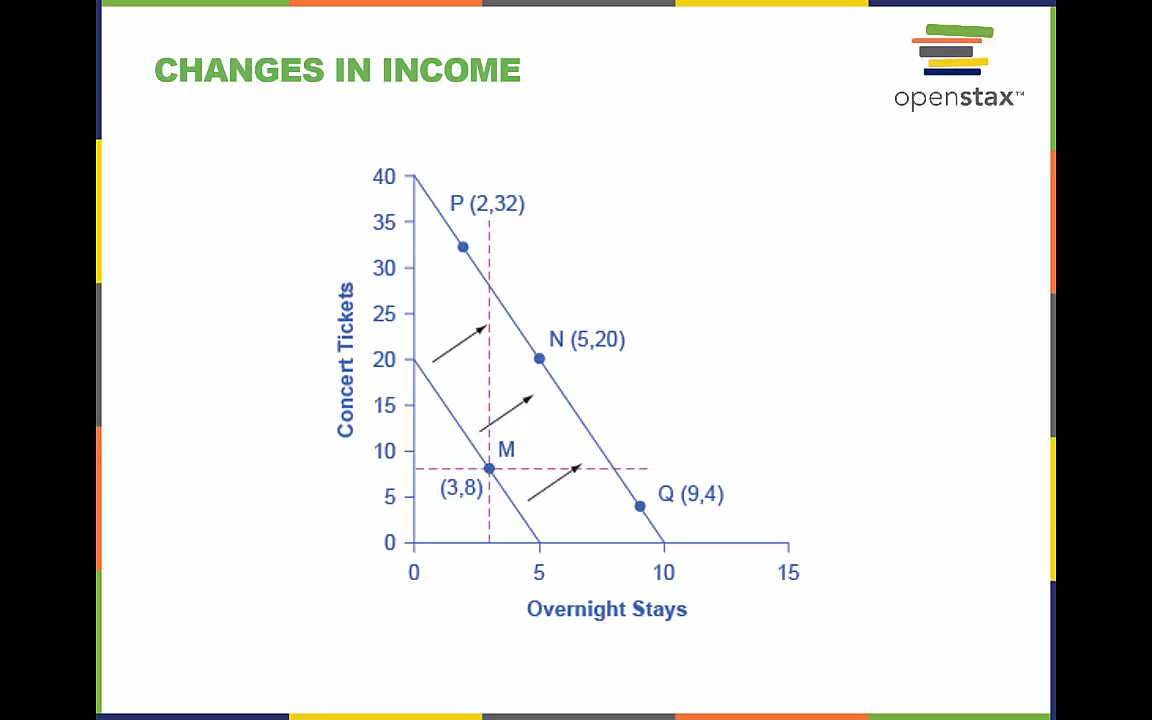 CHANGES IN INCOME
openstax™
40
P (2,32)
35
30
25
N (5,20)
20
15
10
M
(3,8)
5
Q (9,4)
0
Concert Tickets
0 5 10 15
Overnight Stays